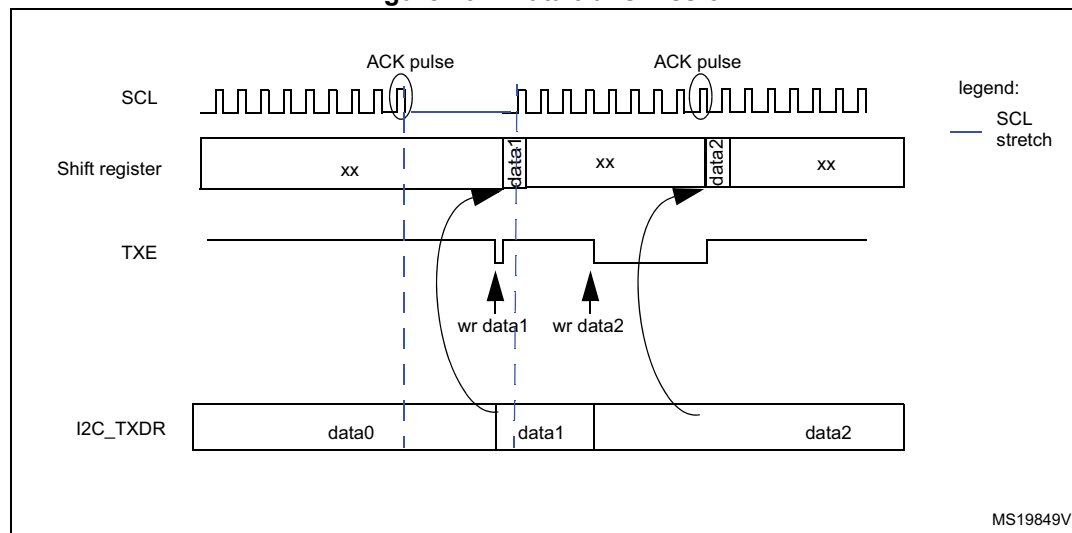 ACK pulse
ACK pulse
legend:
SCL
SCL
stretch
Shift register
xx
data1
xx
data2
xx
TXE
wr data1
wr data2
I2C_TXDR
data0
data1
data2
MS19849V